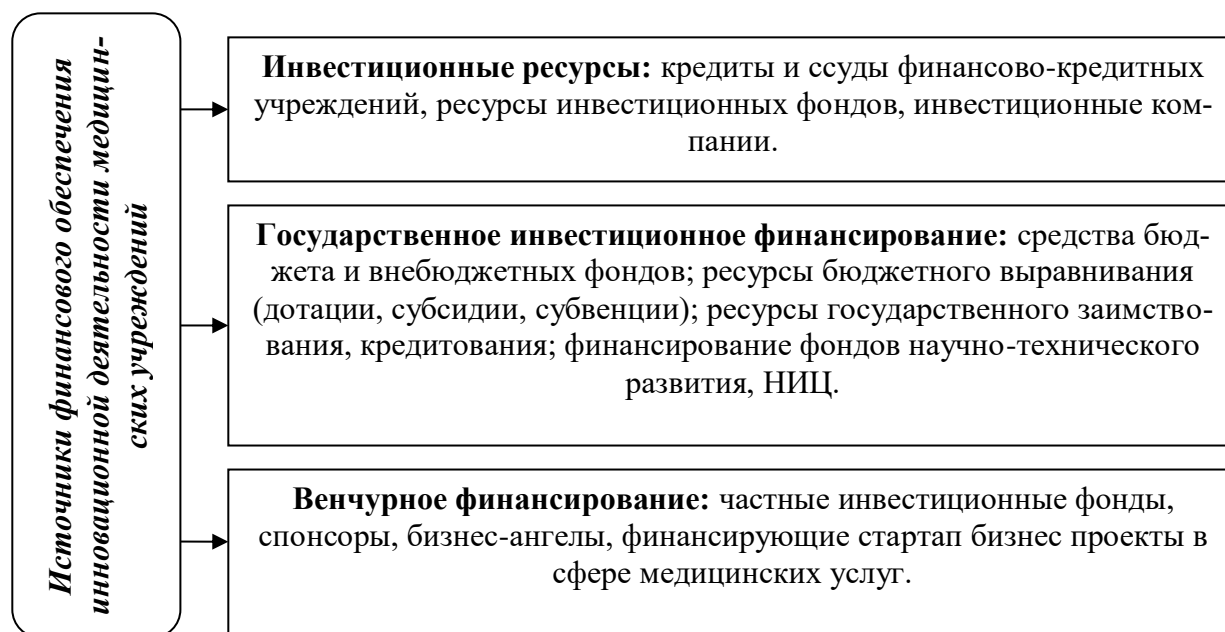 Источники финансового обеспечения
инновационной деятельности медицин-
ских учреждений
Инвестиционные ресурсы: кредиты и ссуды финансово-кредитных
учреждений, ресурсы инвестиционных фондов, инвестиционные ком-
пании.
Государственное инвестиционное финансирование: средства бюд-
жета и внебюджетных фондов; ресурсы бюджетного выравнивания
(дотации, субсидии, субвенции); ресурсы государственного заимство-
вания, кредитования; финансирование фондов научно-технического
развития, НИЦ.
Венчурное финансирование: частные инвестиционные фонды,
спонсоры, бизнес-ангелы, финансирующие стартап бизнес проекты в
сфере медицинских услуг.